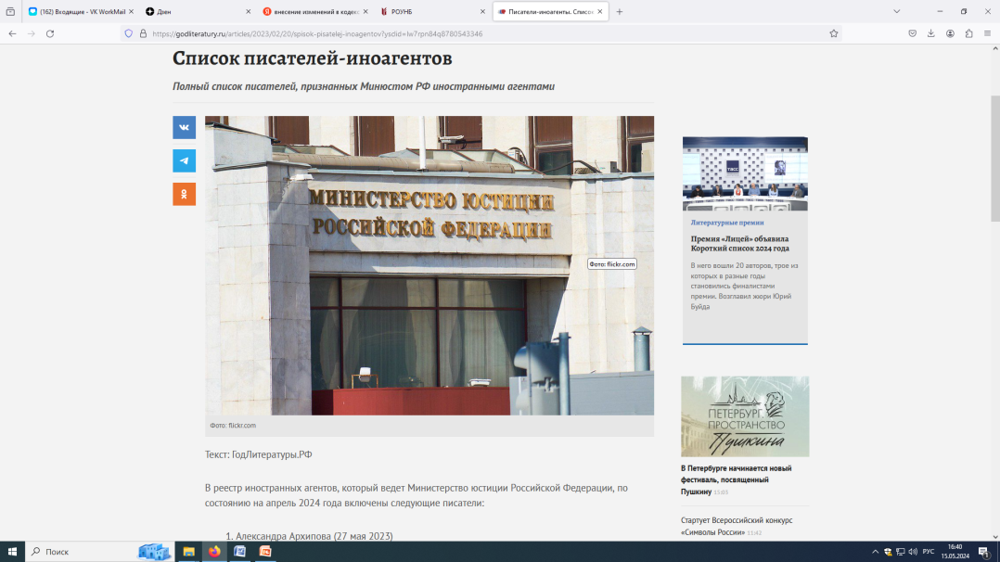 (162) Входящие - VK WorkMail
Дзен
внесение изменений в кодек
РОУНБ
Писатели-иноагенты. Список
https://godliteratury.ru/articles/2023/02/20/spisok-pisatelej-inoagentov?ysclid=lw7rpn84q8780543346
Список писателей-иноагентов
Полный список писателей, признанных Минюстом РФ иностранными агентами
МИНИСТЕРСТВО ЮСТИЦИИ
РОССИЙСКОЙ ФЕДЕРАЦИИ
Фото: flickr.com
Фото: flickr.com
Текст: ГодЛитературы.РФ
В реестр иностранных агентов, который ведет Министерство юстиции Российской Федерации, по
состоянию на апрель 2024 года включены следующие писатели:
1. Александра Архипова (27 мая 2023)
ТАСС
Литературные премии
Премия «Лицей» объявила
Короткий список 2024 года
В него вошли 20 авторов, трое из
которых в разные годы
становились финалистами
премии. Возглавил жюри Юрий
Буйда
ПЕТЕРБУРГ.
ПРОСТРАНСТВО
Пушкина
В Петербурге начинается новый
фестиваль, посвященный
Пушкину 15:03
Стартует Всероссийский конкурс
«Символы России» 11:42
Поиск
РУС
16:40
15.05.2024